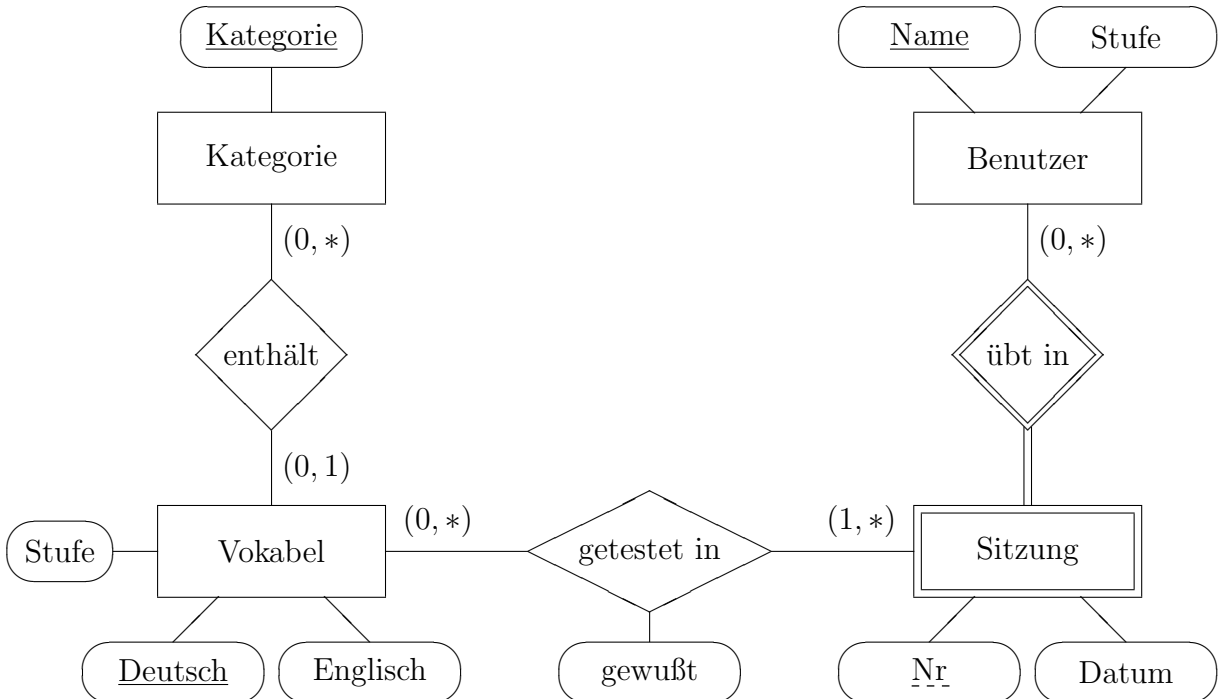 Kategorie
Name
Stufe
Kategorie
Benutzer
(0, ∗)
(0, ∗)
enthält
übt in
(0, 1)
(0, ∗)
(1, ∗)
Stufe
Vokabel
getestet in
Sitzung
Deutsch
Englisch
gewußt
Nr
Datum